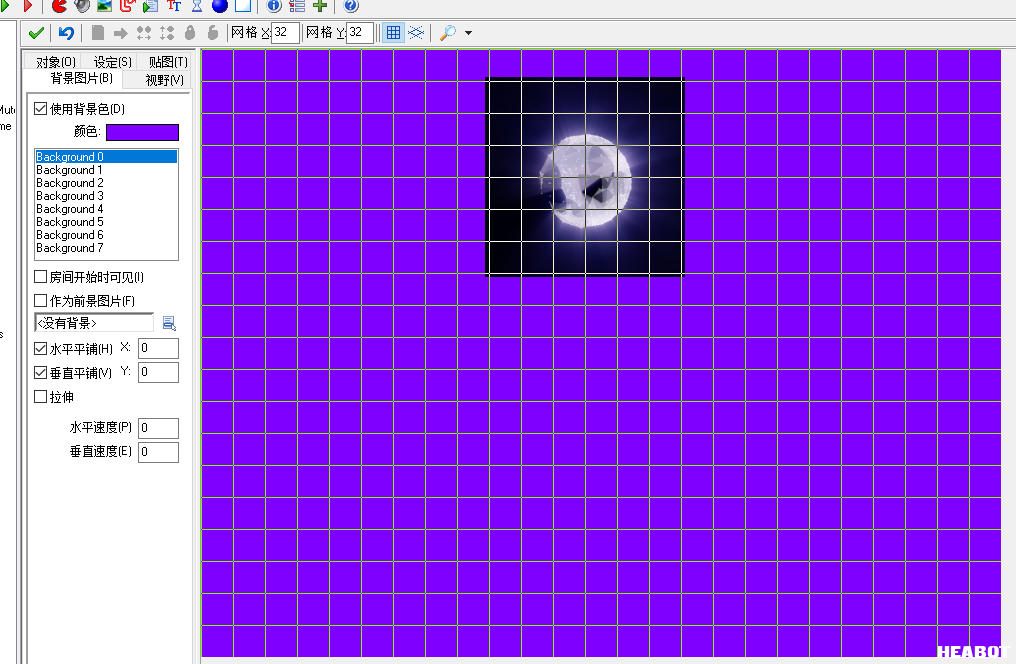 网格 X: 32 网格 Y: 32
对象(O) 设定(S) 贴图(T)
背景图片(B) 视野(V)
使用背景色(D)
颜色:
Background 0
Background 1
Background 2
Background 3
Background 4
Background 5
Background 6
Background 7
房间开始时可见(I)
作为前景图片(F)
<没有背景>
水平平铺(H) X: 0
垂直平铺(V) Y: 0
拉伸
水平速度(P) 0
垂直速度(E) 0
HEABOT